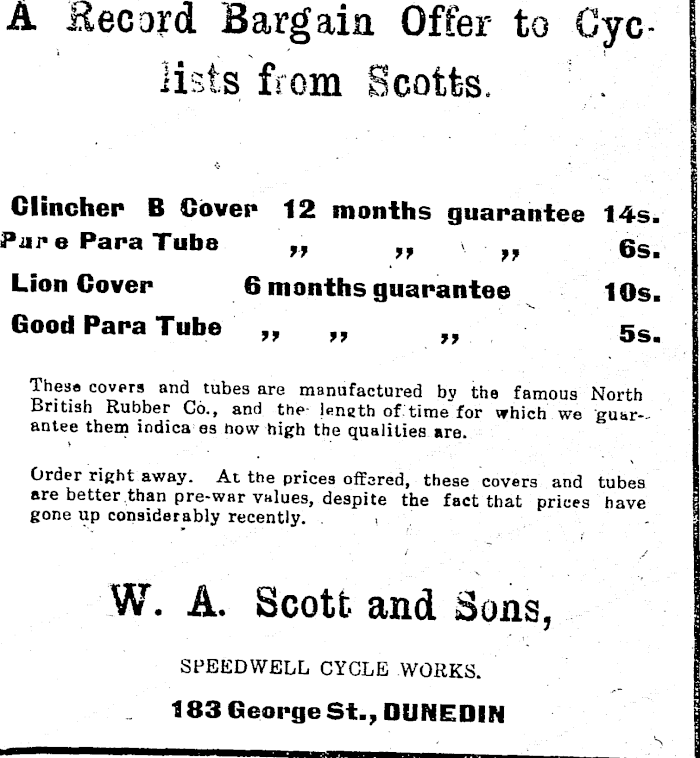 A Record Bargain Offer to Cyc-
lists from Scotts.
Clincher B Cover 12 months guarantee 14s.
Pure Para Tube ,, ,, ,, 6s.
Lion Cover 6 months guarantee 10s.
Good Para Tube ,, ,, ,, 5s.
These covers and tubes are manufactured by the famous North
British Rubber Co., and the length of time for which we guar-
antee them indica es how high the qualities are.
Order right away. At the prices offered, these covers and tubes
are better than pre-war values, despite the fact that prices have
gone up considerably recently.
W. A. Scott and Sons,
SPEEDWELL CYCLE WORKS.
183 George St., DUNEDIN